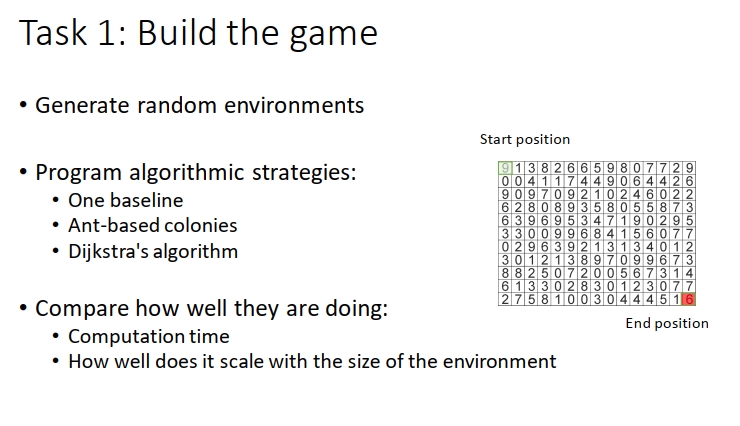 Task 1: Build the game
• Generate random environments
• Program algorithmic strategies:
• One baseline
• Ant-based colonies
• Dijkstra's algorithm
• Compare how well they are doing:
• Computation time
• How well does it scale with the size of the environment
Start position
9 1 3 8 2 6 6 5 9 8 0 7 7 2 9
0 0 4 1 1 7 4 4 9 0 6 4 4 2 6
9 0 9 7 0 9 2 1 0 2 4 6 0 2 2
6 2 8 0 8 9 3 5 8 0 5 5 8 7 3
6 3 9 6 9 5 3 4 7 1 9 0 2 9 5
3 3 0 0 9 9 6 8 4 1 5 6 0 7 7
0 2 9 6 3 9 2 1 3 1 3 4 0 1 2
3 0 1 2 1 3 8 9 7 0 9 9 6 7 3
8 8 2 5 0 7 2 0 0 5 6 7 3 1 4
6 1 3 3 0 2 8 3 0 1 2 3 0 7 7
2 7 5 8 1 0 0 3 0 4 4 4 5 1 6
End position